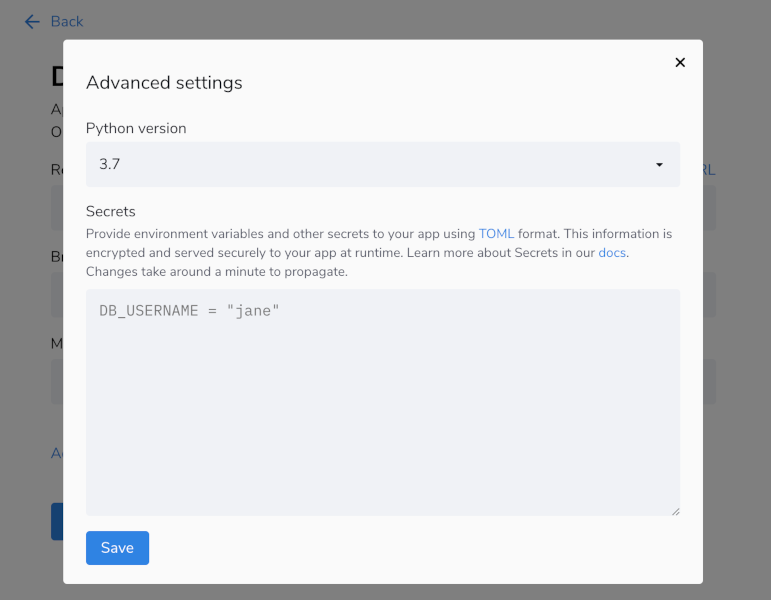 Back
Advanced settings
Python version
3.7
Secrets
Provide environment variables and other secrets to your app using TOML format. This information is
encrypted and served securely to your app at runtime. Learn more about Secrets in our docs.
Changes take around a minute to propagate.
DB_USERNAME = "jane"
Save